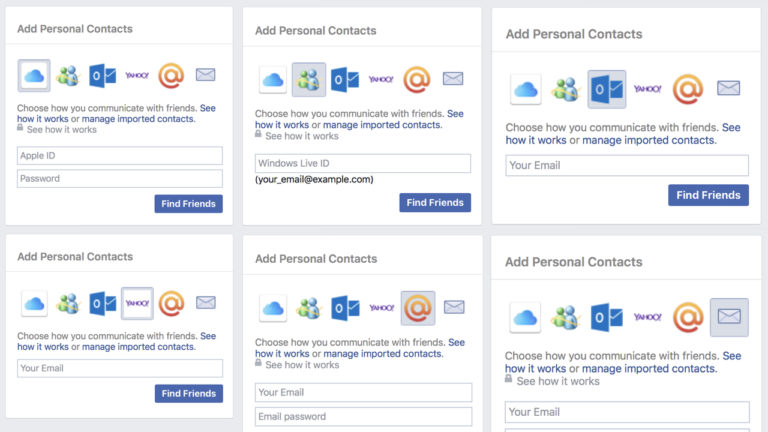 Add Personal Contacts
YAHOO!
Choose how you communicate with friends. See
how it works or manage imported contacts.
See how it works
Apple ID
Password
Find Friends
Add Personal Contacts
YAHOO!
Choose how you communicate with friends. See
how it works or manage imported contacts.
See how it works
Windows Live ID
(your_email@example.com)
Find Friends
Add Personal Contacts
YAHOO!
Choose how you communicate with friends. See
how it works or manage imported contacts.
Your Email
Find Friends
Add Personal Contacts
YAHOO!
Choose how you communicate with friends. See
how it works or manage imported contacts.
Your Email
Find Friends
Add Personal Contacts
YAHOO!
Choose how you communicate with friends. See
how it works or manage imported contacts.
See how it works
Your Email
Email password
Add Personal Contacts
YAHOO!
Choose how you communicate with friends. See
how it works or manage imported contacts.
See how it works
Your Email